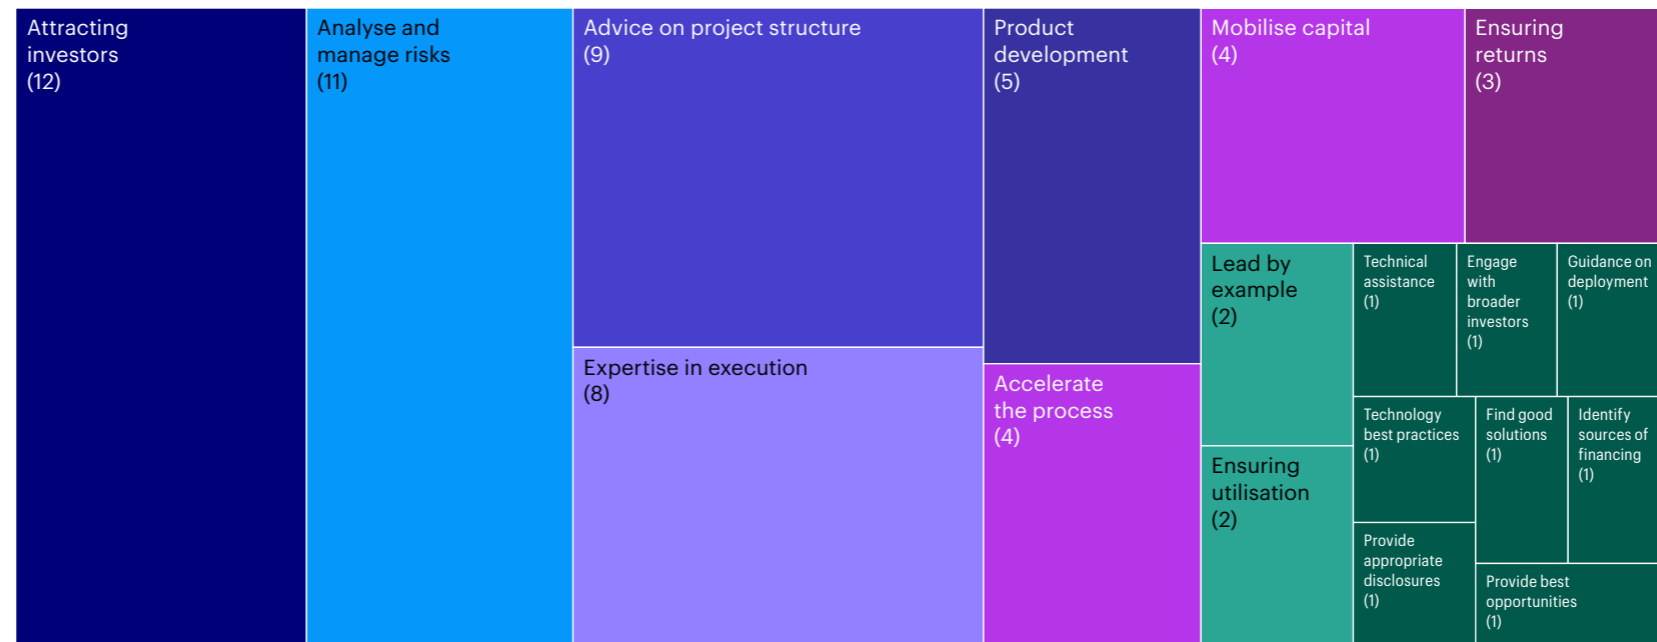 Attracting
investors
(12)
Analyse and
manage risks
(11)
Advice on project structure
(9)
Expertise in execution
(8)
Product
development
(5)
Accelerate
the process
(4)
Mobilise capital
(4)
Ensuring
returns
(3)
Lead by
example
(2)
Ensuring
utilisation
(2)
Technical
assistance
(1)
Engage
with
broader
investors
(1)
Guidance on
deployment
(1)
Technology
best practices
(1)
Find good
solutions
(1)
Identify
sources of
financing
(1)
Provide
appropriate
disclosures
(1)
Provide best
opportunities
(1)